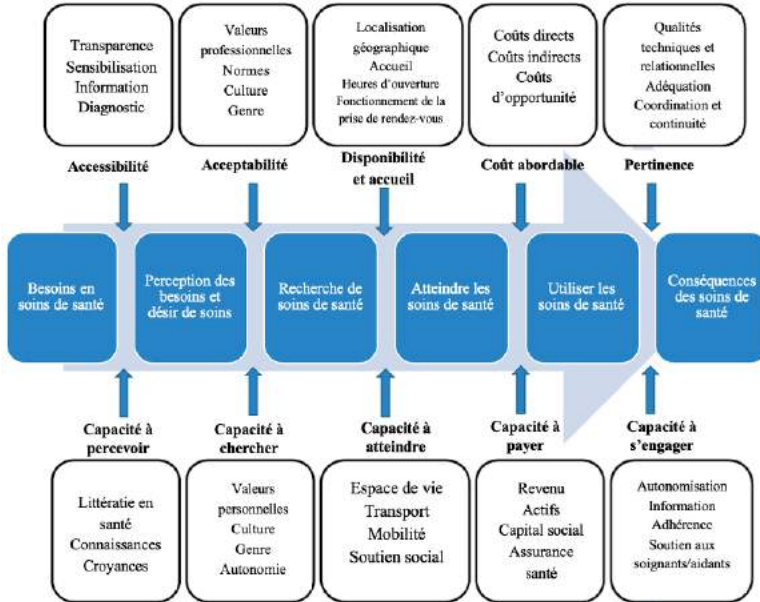 Transparence
Sensibilisation
Information
Diagnostic
Valeurs
professionnelles
Normes
Culture
Genre
Localisation
géographique
Accueil
Heures d'ouverture
Fonctionnement de la
prise de rendez-vous
Coûts directs
Coûts indirects
Coûts
d'opportunité
Qualités
techniques et
relationnelles
Adéquation
Coordination et
continuité
Accessibilité
Acceptabilité
Disponibilité
et accueil
Coût abordable
Pertinence
Besoins en
soins de santé
Perception des
besoins et
désir de soins
Recherche de
soins de santé
Atteindre les
soins de santé
Utiliser les
soins de santé
Conséquences
des soins de
santé
Capacité à
percevoir
Capacité à
chercher
Capacité à
atteindre
Capacité à
payer
Capacité à
s'engager
Littératie en
santé
Connaissances
Croyances
Valeurs
personnelles
Culture
Genre
Autonomie
Espace de vie
Transport
Mobilité
Soutien social
Revenu
Actifs
Capital social
Assurance
santé
Autonomisation
Information
Adhérence
Soutien aux
soignants/aidants